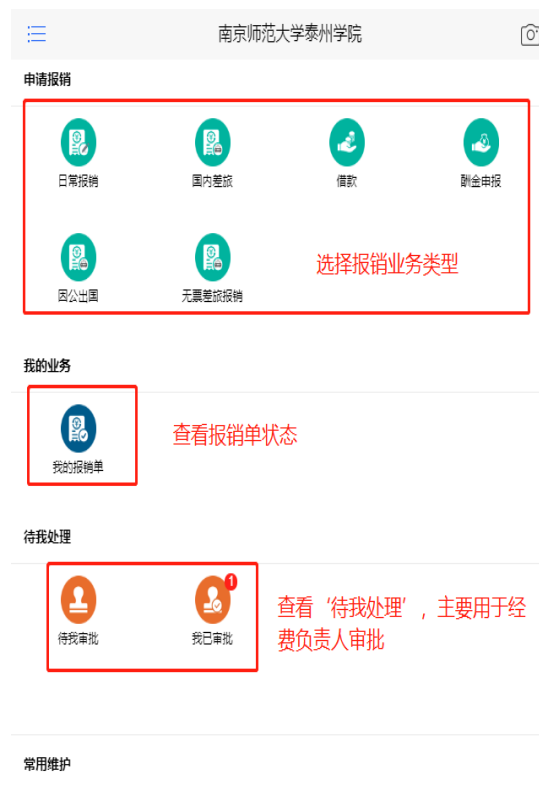 南京师范大学泰州学院
申请报销
日常报销 国内差旅 借款 酬金申报
因公出国 无票差旅报销 选择报销业务类型
我的业务
查看报销单状态
我的报销单
待我处理
1
查看‘待我处理’,主要用于经
费负责人审批
待我审批 我已审批
常用维护